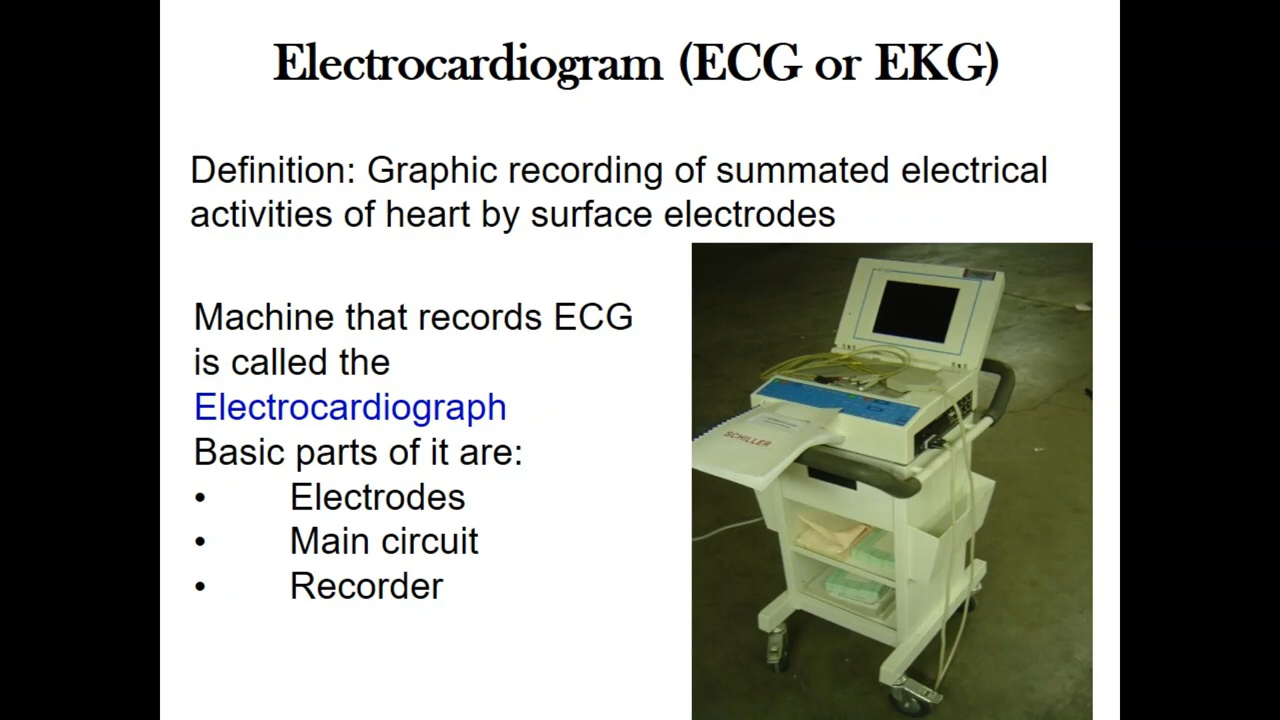 Electrocardiogram (ECG or EKG)
Definition: Graphic recording of summated electrical
activities of heart by surface electrodes
Machine that records ECG
is called the
Electrocardiograph
Basic parts of it are:
• Electrodes
• Main circuit
• Recorder
SCHILLER